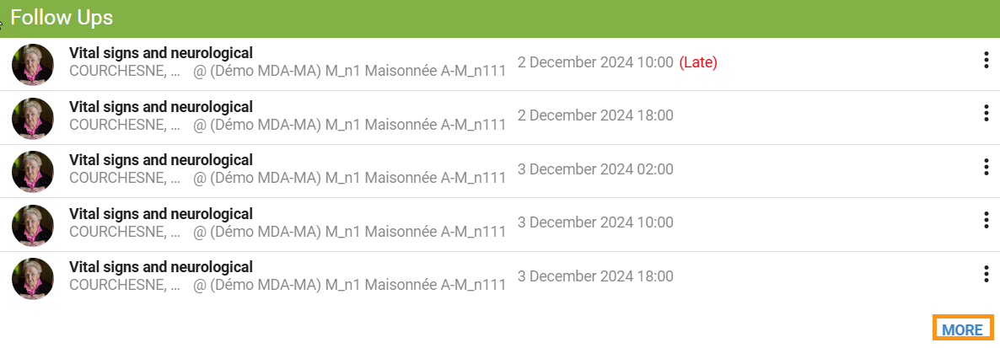 Follow Ups
Vital signs and neurological
COURCHESNE, ... @ (Démo MDA-MA) M_n1 Maisonnée A-M_n111 2 December 2024 10:00 (Late)
Vital signs and neurological
COURCHESNE, ... @ (Démo MDA-MA) M_n1 Maisonnée A-M_n111 2 December 2024 18:00
Vital signs and neurological
COURCHESNE, ... @ (Démo MDA-MA) M_n1 Maisonnée A-M_n111 3 December 2024 02:00
Vital signs and neurological
COURCHESNE, ... @ (Démo MDA-MA) M_n1 Maisonnée A-M_n111 3 December 2024 10:00
Vital signs and neurological
COURCHESNE, ... @ (Démo MDA-MA) M_n1 Maisonnée A-M_n111 3 December 2024 18:00
MORE